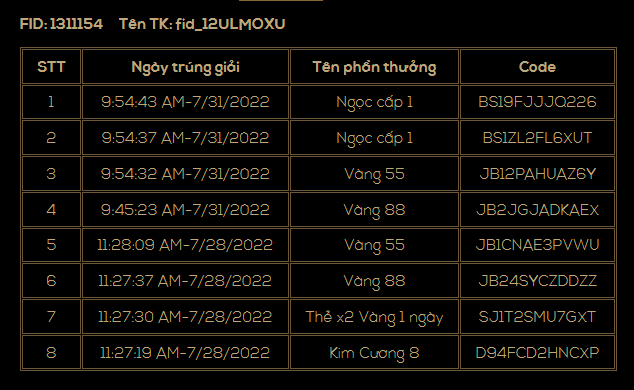 FID: 1311154 Tên TK: fid_12ULMOXU
STT Ngày trúng giải Tên phần thưởng Code
1 9:54:43 AM-7/31/2022 Ngọc cấp 1 BS19FJJJQ226
2 9:54:37 AM-7/31/2022 Ngọc cấp 1 BS1ZL2FL6XUT
3 9:54:32 AM-7/31/2022 Vàng 55 JB12PAHUAZ6Y
4 9:45:23 AM-7/31/2022 Vàng 88 JB2JGJADKAEX
5 11:28:09 AM-7/28/2022 Vàng 55 JB1CNAE3PVWU
6 11:27:37 AM-7/28/2022 Vàng 88 JB24SYCZDDZZ
7 11:27:30 AM-7/28/2022 Thẻ x2 Vàng 1 ngày SJ1T2SMU7GXT
8 11:27:19 AM-7/28/2022 Kim Cương 8 D94FCD2HNCXP